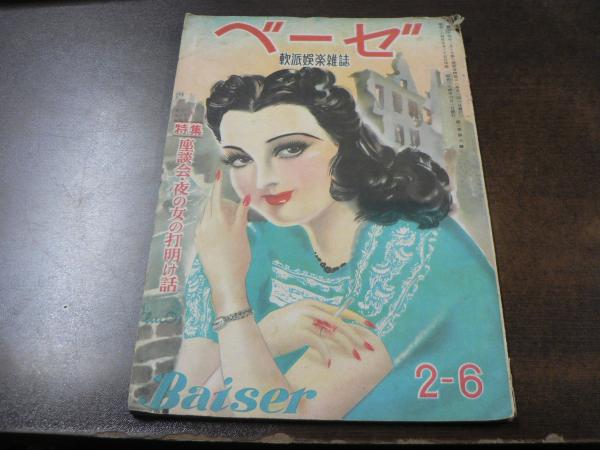 ベーゼ
軟派娯楽雑誌
特集
座談会・夜の女の打明け話
Baiser
2-6